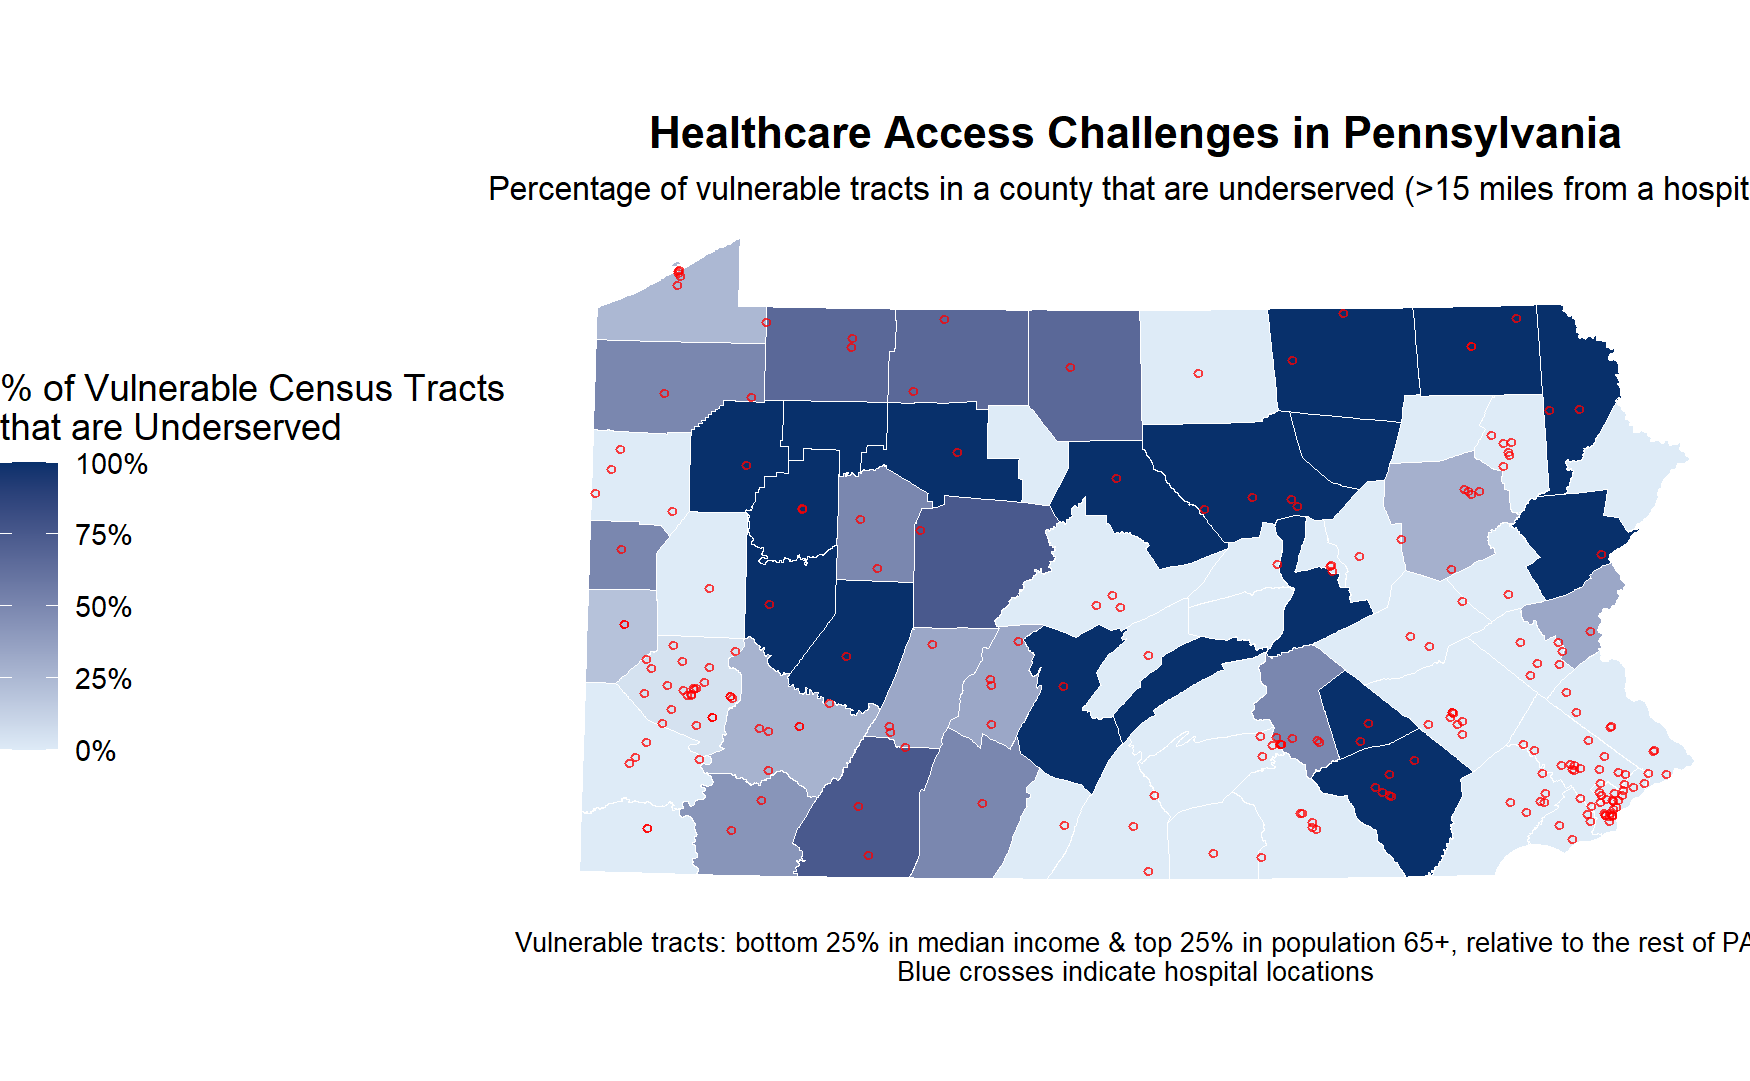 Healthcare Access Challenges in Pennsylvania
Percentage of vulnerable tracts in a county that are underserved (>15 miles from a hospit
% of Vulnerable Census Tracts
that are Underserved
100%
75%
50%
25%
0%
Vulnerable tracts: bottom 25% in median income & top 25% in population 65+, relative to the rest of PA
Blue crosses indicate hospital locations